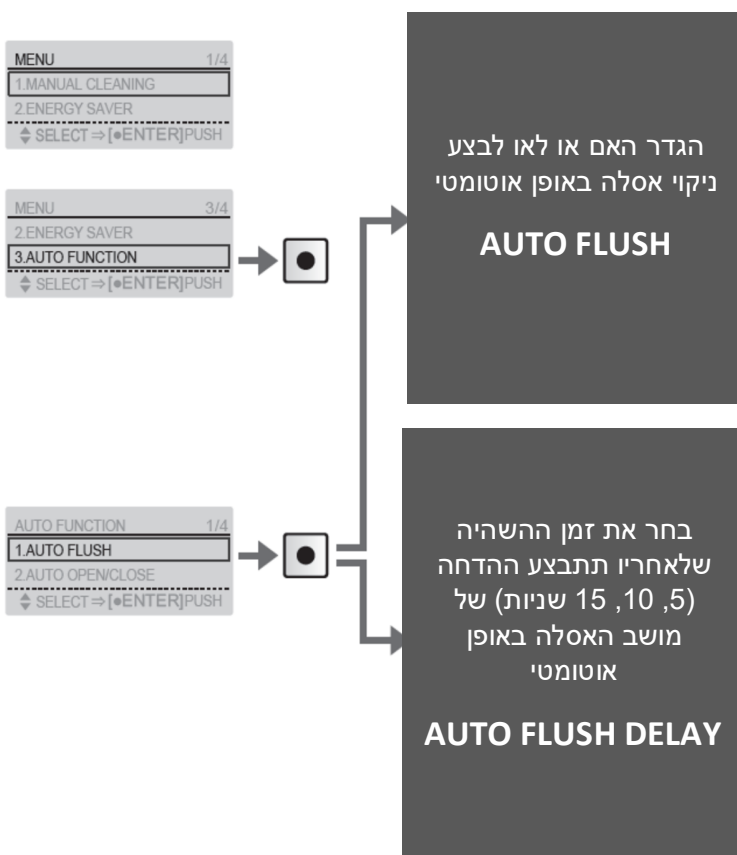 MENU 1/4
1.MANUAL CLEANING
2.ENERGY SAVER
SELECT ⇒ [●ENTER]PUSH
MENU 3/4
2.ENERGY SAVER
3.AUTO FUNCTION
SELECT ⇒ [●ENTER]PUSH
AUTO FUNCTION 1/4
1.AUTO FLUSH
2.AUTO OPEN/CLOSE
SELECT ⇒ [●ENTER]PUSH
הגדר האם או לאו לבצע
ניקוי אסלה באופן אוטומטי
AUTO FLUSH
בחר את זמן ההשהיה
שלאחריו תתבצע ההדחה
(5, 10, 15 שניות) של
מושב האסלה באופן
אוטומטי
AUTO FLUSH DELAY